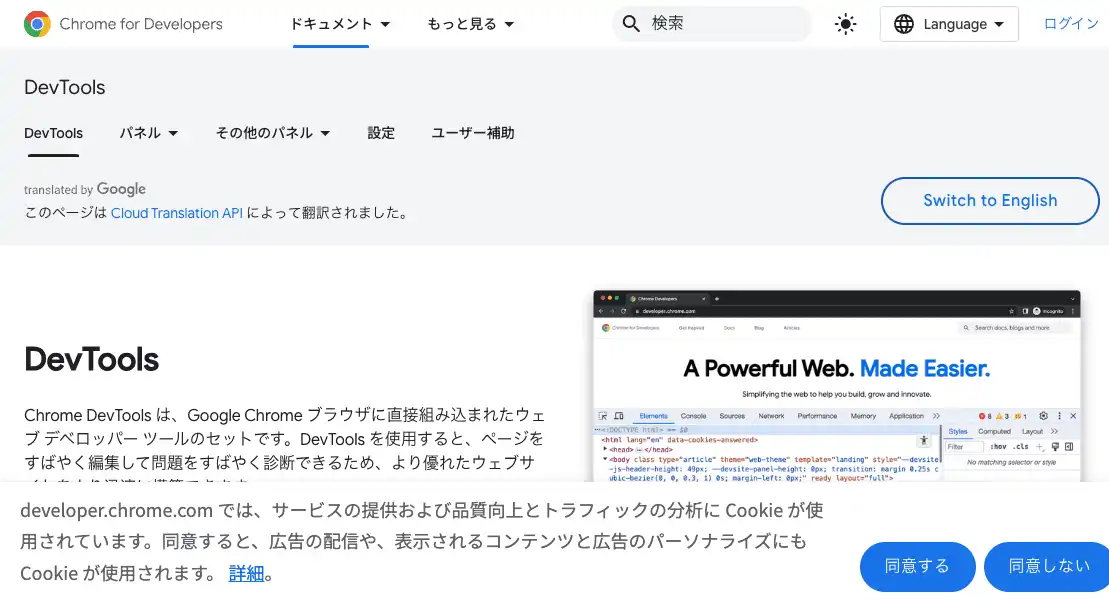 Chrome for Developers
ドキュメント
もっと見る
検索
Language
ログイン
DevTools
DevTools
パネル
その他のパネル
設定
ユーザー補助
translated by Google
このページは Cloud Translation API によって翻訳されました。
Switch to English
DevTools
Chrome DevTools は、Google Chrome ブラウザに直接組み込まれたウェ
ブ デベロッパー ツールのセットです。DevTools を使用すると、ページを
すばやく編集して問題をすばやく診断できるため、より優れたウェブサ
Chrome Developers
developer.chrome.com
Incognito
Chrome for Developers
Get inspired
Docs
Blog
Articles
Search docs, blogs and more
A Powerful Web. Made Easier.
Simplifying the web to help you build, grow and innovate.
Elements Console Sources Network Performance Memory Application
8 3 1
<!DOCTYPE html> == $0
<html lang="en" data-cookies-answered>
<head> </head>
<body class="article" theme="web-theme" template="landing" style="--devsite
-js-header-height: 49px; --devsite-panel-height: 0px; transition: margin 0.25s c
ubic-bezier(0, 0, 0.3, 1) 0s; margin-left: 0px;" ready layout="full">
Styles Computed Layout
Filter :hov .cls
No matching selector or style
developer.chrome.com では、サービスの提供および品質向上とトラフィックの分析に Cookie が使
用されています。同意すると、広告の配信や、表示されるコンテンツと広告のパーソナライズにも
Cookie が使用されます。 詳細。
同意する
同意しない